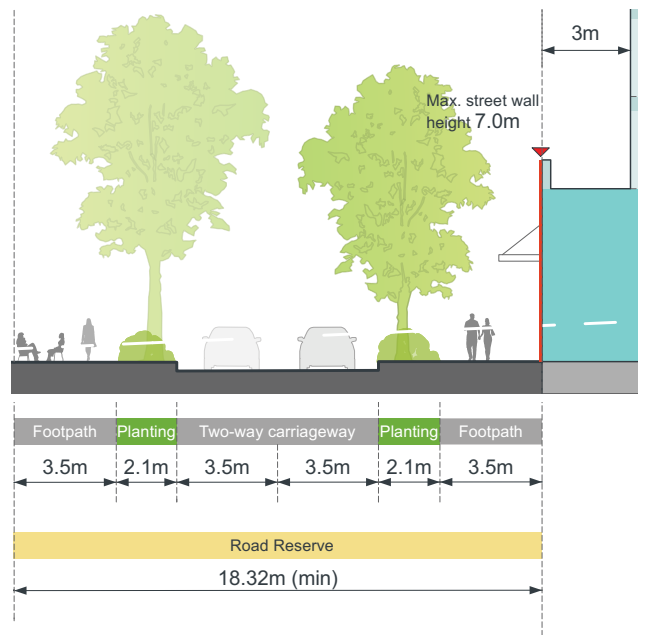 3m
Max. street wall
height 7.0m
Footpath Planting Two-way carriageway Planting Footpath
3.5m 2.1m 3.5m 3.5m 2.1m 3.5m
Road Reserve
18.32m (min)